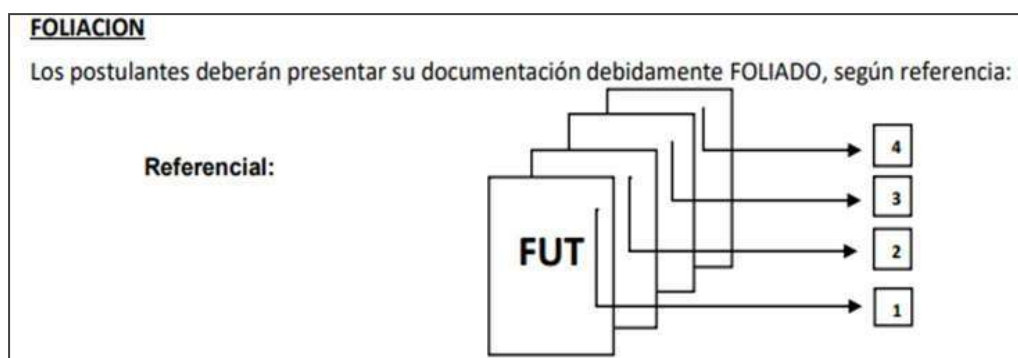 FOLIACION
Los postulantes deberán presentar su documentación debidamente FOLIADO, según referencia:
Referencial:
4
3
2
FUT
1